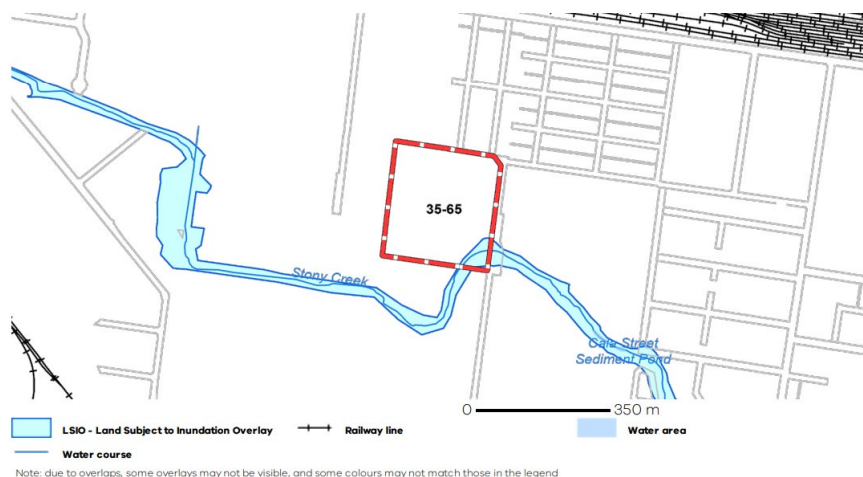 35-65
Stony Creek
Cala Street
Sediment Pond
0 350 m
LSIO - Land Subject to Inundation Overlay
Railway line
Water area
Water course
Note: due to overlaps, some overlays may not be visible, and some colours may not match those in the legend